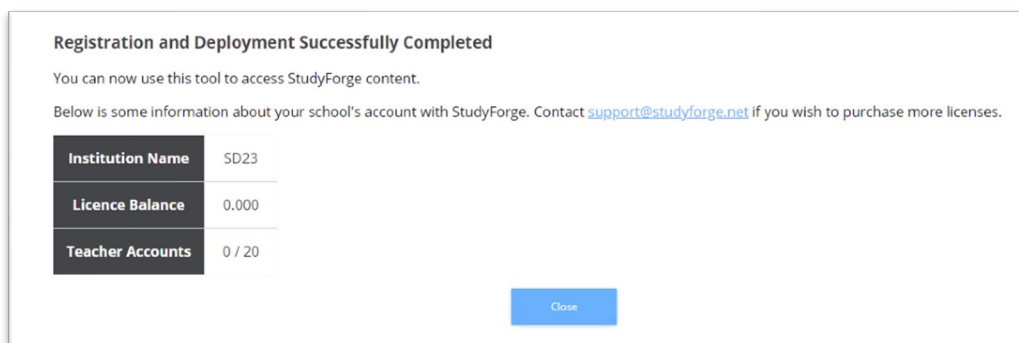 Registration and Deployment Successfully Completed
You can now use this tool to access StudyForge content.
Below is some information about your school's account with StudyForge. Contact support@studyforge.net if you wish to purchase more licenses.
Institution Name SD23
Licence Balance 0.000
Teacher Accounts 0 / 20
Close